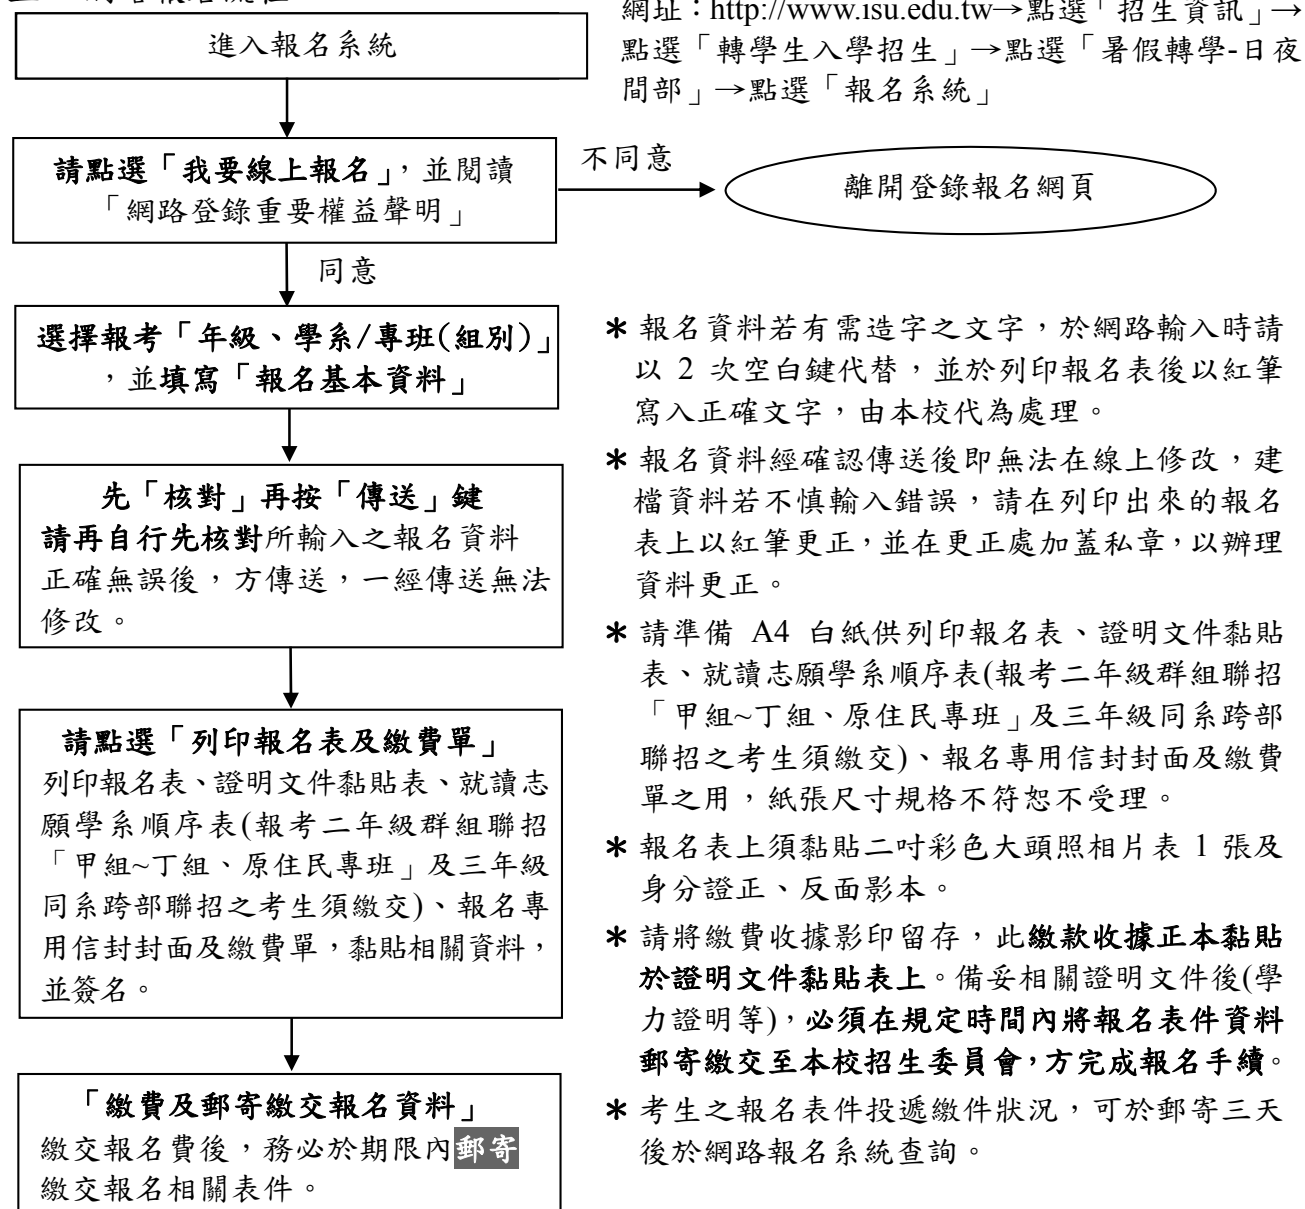 網址：http://www.isu.edu.tw→點選「招生資訊」→
點選「轉學生入學招生」→點選「暑假轉學-日夜
間部」→點選「報名系統」
進入報名系統
請點選「我要線上報名」，並閱讀
「網路登錄重要權益聲明」
不同意
離開登錄報名網頁
同意
選擇報考「年級、學系/專班(組別)」
，並填寫「報名基本資料」
先「核對」再按「傳送」鍵
請再自行先核對所輸入之報名資料
正確無誤後，方傳送，一經傳送無法
修改。
請點選「列印報名表及繳費單」
列印報名表、證明文件黏貼表、就讀志
願學系順序表(報考二年級群組聯招
「甲組~丁組、原住民專班」及三年級
同系跨部聯招之考生須繳交)、報名專
用信封封面及繳費單，黏貼相關資料，
並簽名。
「繳費及郵寄繳交報名資料」
繳交報名費後，務必於期限內郵寄
繳交報名相關表件。
＊報名資料若有需造字之文字，於網路輸入時請
以 2 次空白鍵代替，並於列印報名表後以紅筆
寫入正確文字，由本校代為處理。
＊報名資料經確認傳送後即無法在線上修改，建
檔資料若不慎輸入錯誤，請在列印出來的報名
表上以紅筆更正，並在更正處加蓋私章，以辦理
資料更正。
＊請準備 A4 白紙供列印報名表、證明文件黏貼
表、就讀志願學系順序表(報考二年級群組聯招
「甲組~丁組、原住民專班」及三年級同系跨部
聯招之考生須繳交)、報名專用信封封面及繳費
單之用，紙張尺寸規格不符恕不受理。
＊報名表上須黏貼二吋彩色大頭照相片表 1 張及
身分證正、反面影本。
＊請將繳費收據影印留存，此繳款收據正本黏貼
於證明文件黏貼表上。備妥相關證明文件後(學
力證明等)，必須在規定時間內將報名表件資料
郵寄繳交至本校招生委員會，方完成報名手續。
＊考生之報名表件投遞繳件狀況，可於郵寄三天
後於網路報名系統查詢。